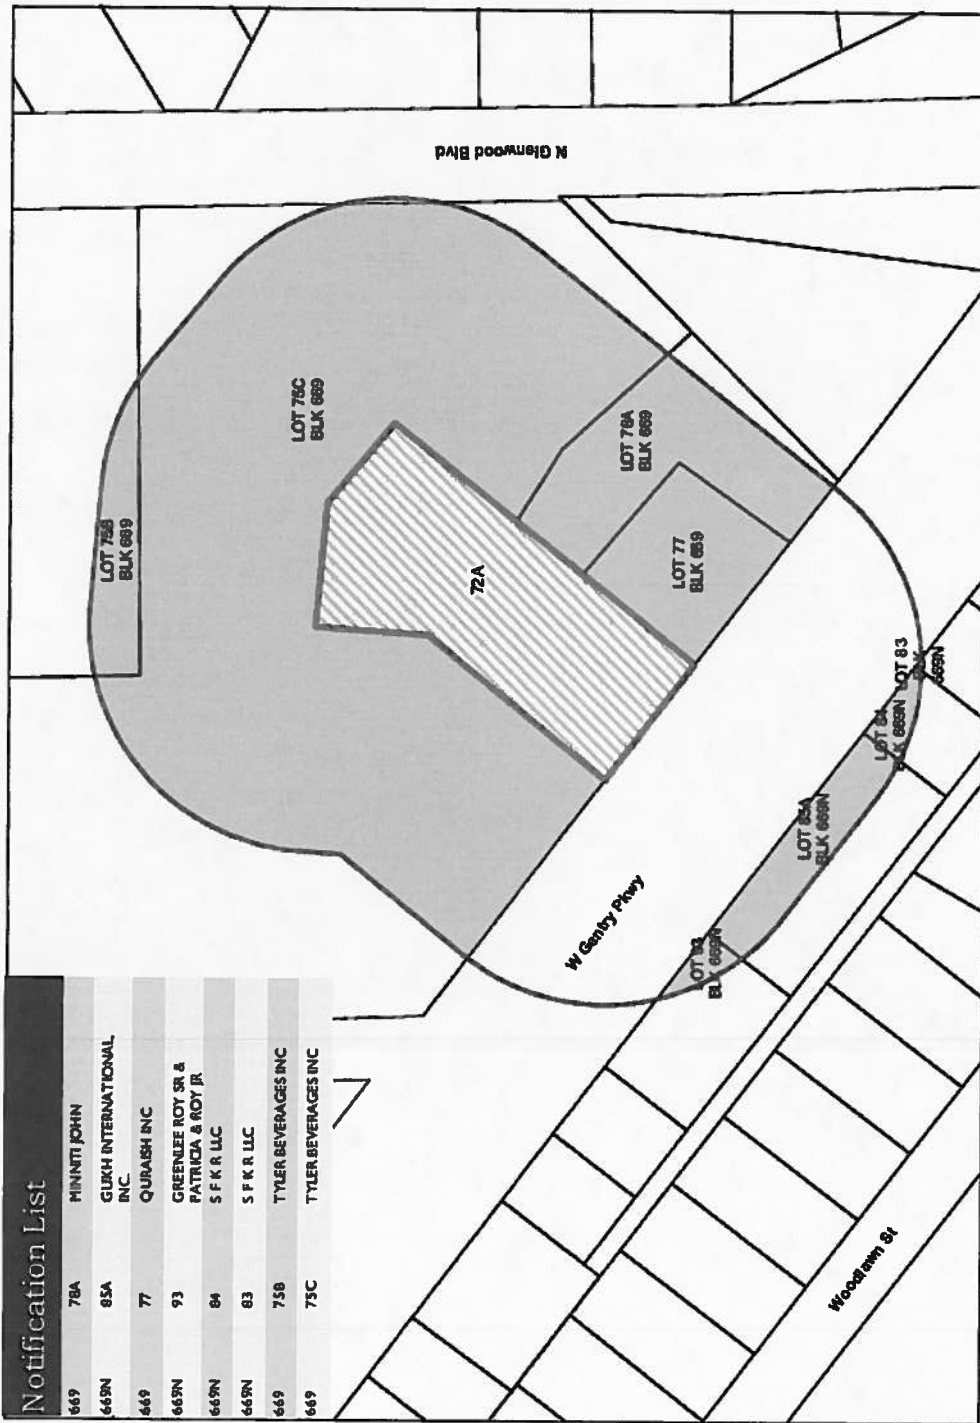 Notification List
669 78A MINNITI JOHN
669N 85A GUKH INTERNATIONAL
INC.
669 77 QURAISH INC
669N 93 GREENLEE ROY SR &
PATRICIA & ROY JR
669N 84 S F K R LLC
669N 83 S F K R LLC
669 75B TYLER BEVERAGES INC
669 75C TYLER BEVERAGES INC
N Glenwood Blvd
LOT 75B
BLK 669
LOT 75C
BLK 669
72A
LOT 78A
BLK 669
LOT 77
BLK 669
W Gentry Pkwy
LOT 93
BLK 669N
LOT 85A
BLK 669N
LOT 84
BLK 669N
LOT 83
BLK
669N
Woodlawn St